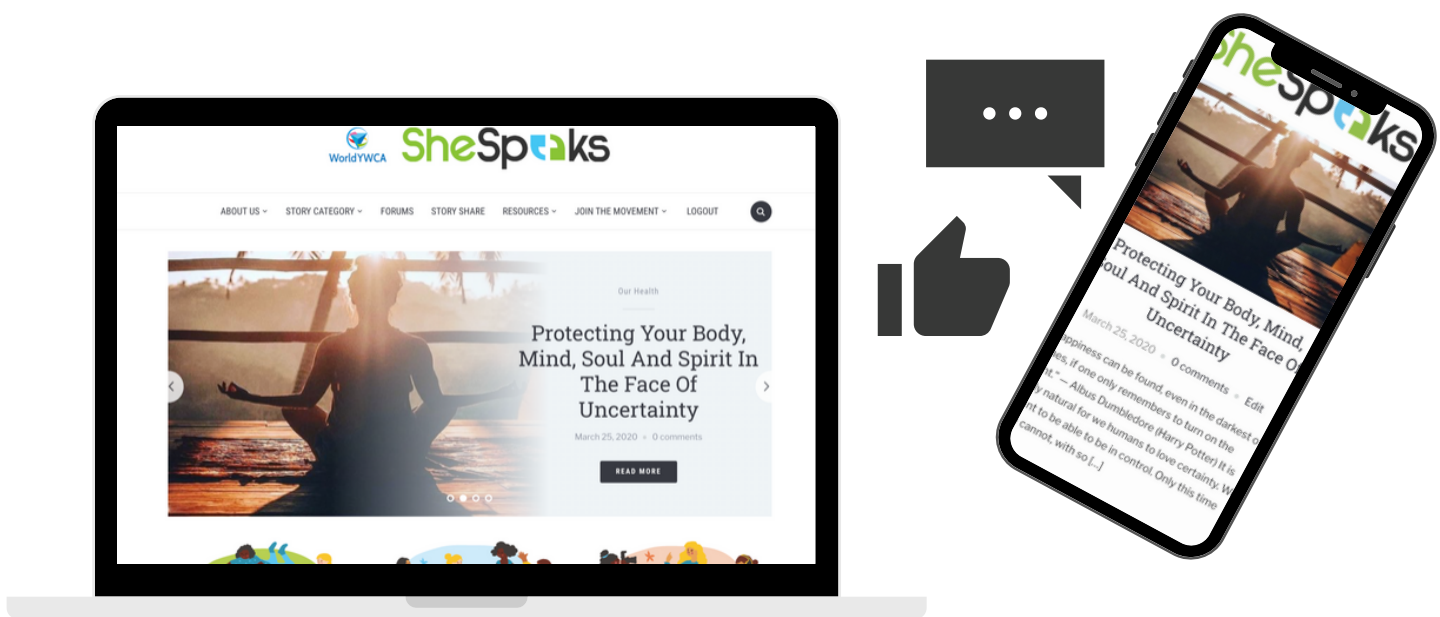 WorldYWCA
SheSpeaks
ABOUT US
STORY CATEGORY
FORUMS
STORY SHARE
RESOURCES
JOIN THE MOVEMENT
LOGOUT
Our Health
Protecting Your Body,
Mind, Soul And Spirit In
The Face Of
Uncertainty
March 25, 2020
0 comments
READ MORE
SheSpeaks
Protecting Your Body, Mind,
Soul And Spirit In The Face Of
Uncertainty
March 25, 2020
0 comments
Edit
appiness can be found, even in the darkest o
es, if one only remembers to turn on the
nt." — Albus Dumbledore (Harry Potter) It is
y natural for we humans to love certainty. W
nt to be able to be in control. Only this time
cannot, with so [...]